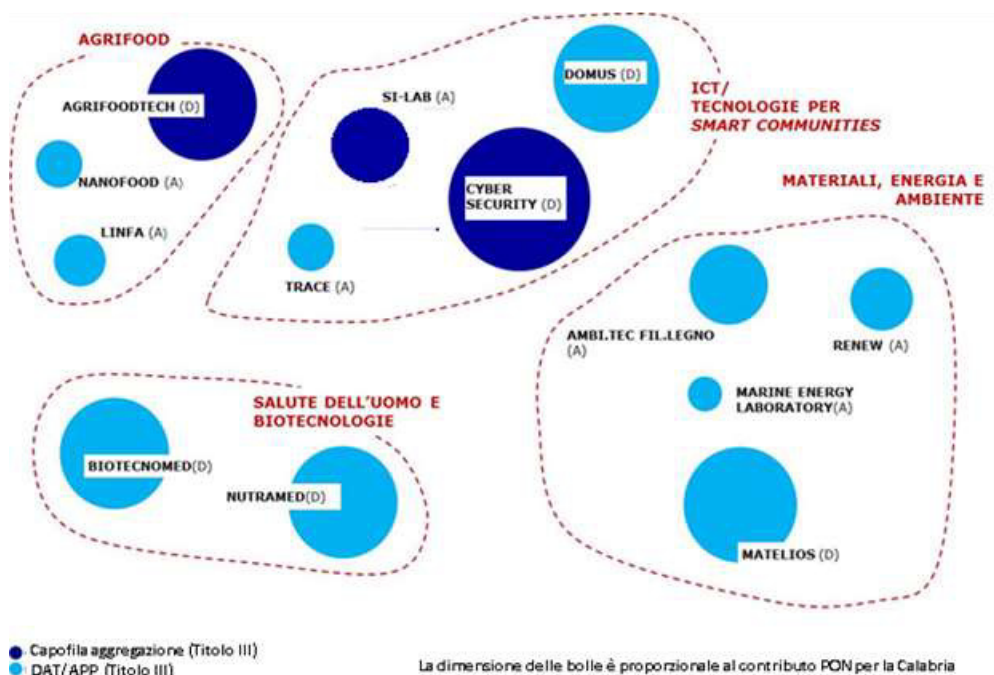 AGRIFOOD
AGRIFOODTECH (D)
NANOFOOD (A)
LINFA (A)
SI-LAB (A)
DOMUS (D)
CYBER
SECURITY (D)
TRACE (A)
ICT/
TECNOLOGIE PER
SMART COMMUNITIES
MATERIALI, ENERGIA E
AMBIENTE
AMBI.TEC FIL.LEGNO
(A)
RENEW (A)
MARINE ENERGY
LABORATORY(A)
MATELIOS (D)
SALUTE DELL'UOMO E
BIOTECNOLOGIE
BIOTECNOMED(D)
NUTRAMED(D)
Capofila aggregazione (Titolo III)
DAT/APP (Titolo III)
La dimensione delle bolle è proporzionale al contributo PON per la Calabria